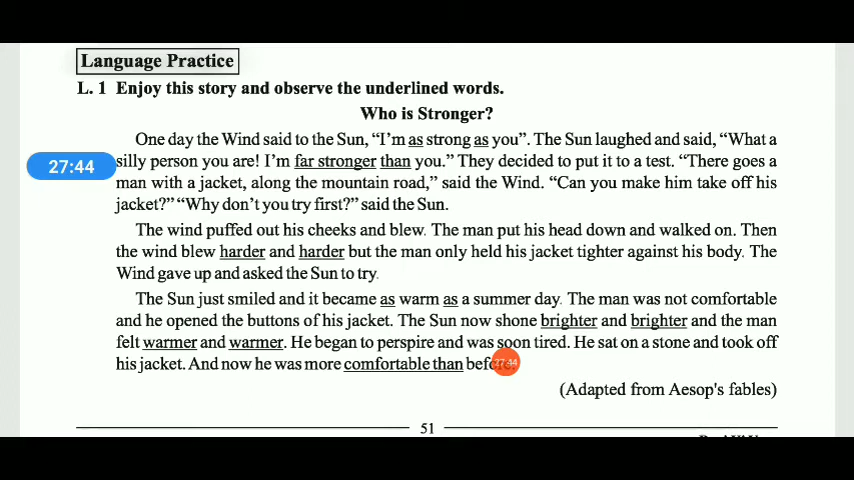 Language Practice
L. 1 Enjoy this story and observe the underlined words.
Who is Stronger?
One day the Wind said to the Sun, “I’m as strong as you”. The Sun laughed and said, “What a
27:44
silly person you are! I’m far stronger than you.” They decided to put it to a test. “There goes a
man with a jacket, along the mountain road,” said the Wind. “Can you make him take off his
jacket?” “Why don’t you try first?” said the Sun.
The wind puffed out his cheeks and blew. The man put his head down and walked on. Then
the wind blew harder and harder but the man only held his jacket tighter against his body. The
Wind gave up and asked the Sun to try.
The Sun just smiled and it became as warm as a summer day. The man was not comfortable
and he opened the buttons of his jacket. The Sun now shone brighter and brighter and the man
felt warmer and warmer. He began to perspire and was soon tired. He sat on a stone and took off
his jacket. And now he was more comfortable than
27:44
(Adapted from Aesop's fables)
51